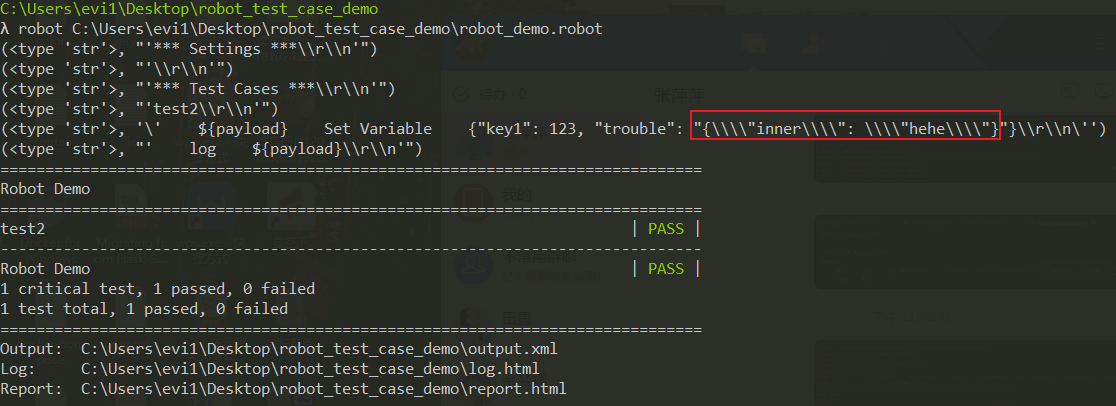 C:\Users\evi1\Desktop\robot_test_case_demo
λ robot C:\Users\evi1\Desktop\robot_test_case_demo\robot_demo.robot
(<type 'str'>, "'*** Settings ***\\r\\n'")
(<type 'str'>, "'\\r\\n'")
(<type 'str'>, "'*** Test Cases ***\\r\\n'")
(<type 'str'>, "'test2\\r\\n'")
(<type 'str'>, '\'    ${payload}    Set Variable    {"key1": 123, "trouble": "{\\\\"inner\\\\": \\\\"hehe\\\\"}"}\\r\\n\'')
(<type 'str'>, "'    log    ${payload}\\r\\n'")
==============================================================================
Robot Demo
==============================================================================
test2                                                                 | PASS |
------------------------------------------------------------------------------
Robot Demo                                                            | PASS |
1 critical test, 1 passed, 0 failed
1 test total, 1 passed, 0 failed
==============================================================================
Output:  C:\Users\evi1\Desktop\robot_test_case_demo\output.xml
Log:     C:\Users\evi1\Desktop\robot_test_case_demo\log.html
Report:  C:\Users\evi1\Desktop\robot_test_case_demo\report.html